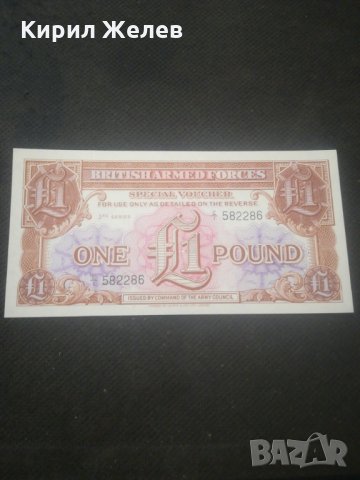 Кирил Желев
BRITISH ARMED FORCES
SPECIAL VOUCHER
FOR USE ONLY AS DETAILED ON THE REVERSE
£1
£1
3RD SERIES
582286
ONE £1 POUND
582286
£1
£1
ISSUED BY COMMAND OF THE ARMY COUNCIL
BAZAR